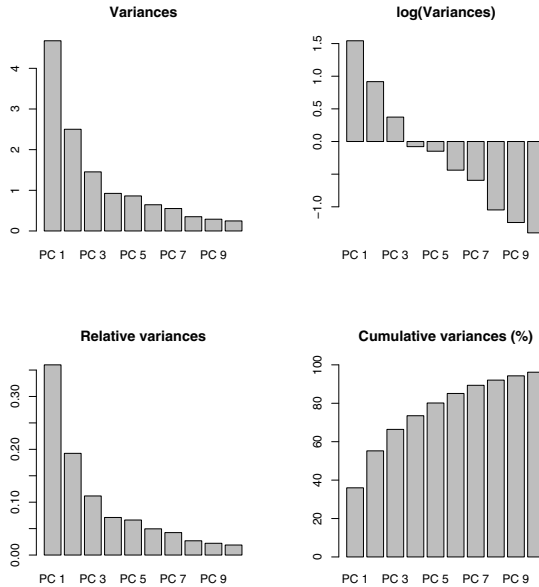 Variances
4
3
2
1
0
PC 1 PC 3 PC 5 PC 7 PC 9
log(Variances)
1.5
0.5
0.0
−1.0
PC 1 PC 3 PC 5 PC 7 PC 9
Relative variances
0.30
0.20
0.10
0.00
PC 1 PC 3 PC 5 PC 7 PC 9
Cumulative variances (%)
100
80
60
40
20
0
PC 1 PC 3 PC 5 PC 7 PC 9